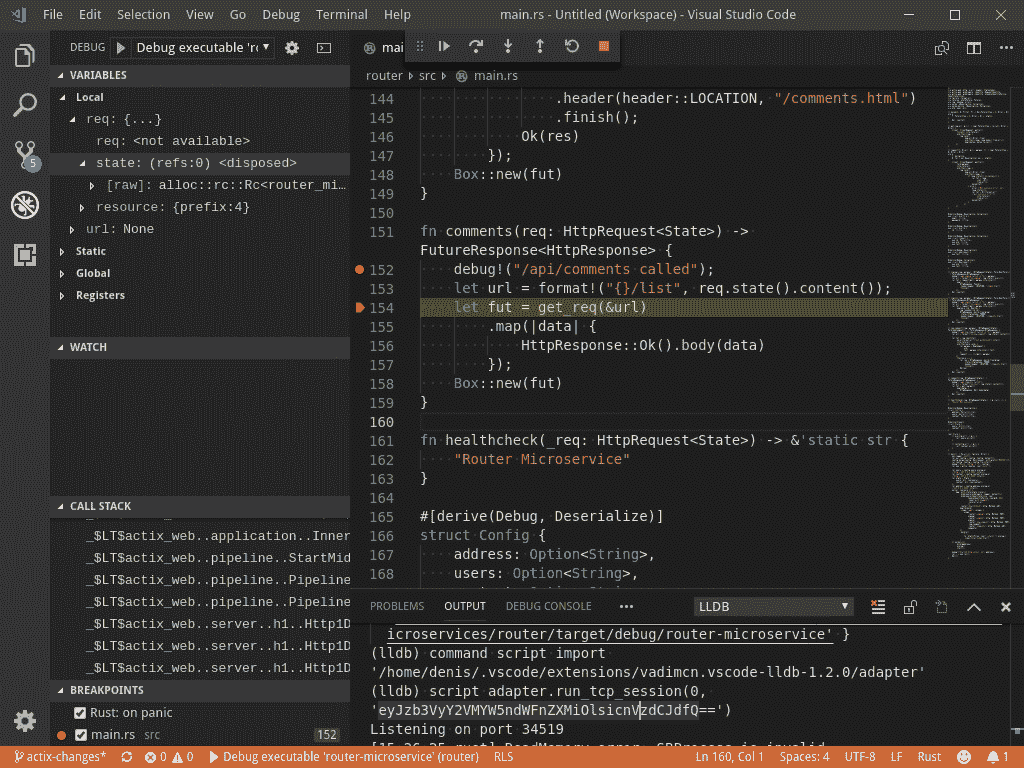 File Edit Selection View Go Debug Terminal Help main.rs - Untitled (Workspace) - Visual Studio Code
DEBUG Debug executable 'r
mai
router src main.rs
VARIABLES
Local
req: {...}
req: <not available>
state: (refs:0) <disposed>
[raw]: alloc::rc::Rc<router_mi…
resource: {prefix:4}
url: None
Static
Global
Registers
WATCH
CALL STACK
_$LT$actix_web..application..Inner
_$LT$actix_web..pipeline..StartMid
_$LT$actix_web..pipeline..Pipeline
_$LT$actix_web..pipeline..Pipeline
_$LT$actix_web..server..h1..Http1D
_$LT$actix_web..server..h1..Http1D
_$LT$actix_web..server..h1..Http1D
BREAKPOINTS
Rust: on panic
main.rs src 152
5
144 .header(header::LOCATION, "/comments.html")
145 .finish();
146 Ok(res)
147 });
148 Box::new(fut)
149 }
150
151 fn comments(req: HttpRequest<State>) ->
FutureResponse<HttpResponse> {
152 debug!("/api/comments called");
153 let url = format!("{}/list", req.state().content());
154 let fut = get_req(&url)
155 .map(|data| {
156 HttpResponse::Ok().body(data)
157 });
158 Box::new(fut)
159 }
160
161 fn healthcheck(_req: HttpRequest<State>) -> &'static str {
162 "Router Microservice"
163 }
164
165 #[derive(Debug, Deserialize)]
166 struct Config {
167 address: Option<String>,
168 users: Option<String>,
PROBLEMS OUTPUT DEBUG CONSOLE ••• LLDB
icroservices/router/target/debug/router-microservice' }
(lldb) command script import
'/home/denis/.vscode/extensions/vadimcn.vscode-lldb-1.2.0/adapter'
(lldb) script adapter.run_tcp_session(0,
'eyJzb3VyY2VMYW5ndWFnZXMiOlsicnVzdCJdfQ==')
Listening on port 34519
actix-changes* 0 0 Debug executable 'router-microservice' (router) RLS Ln 160, Col 1 Spaces: 4 UTF-8 LF Rust 1